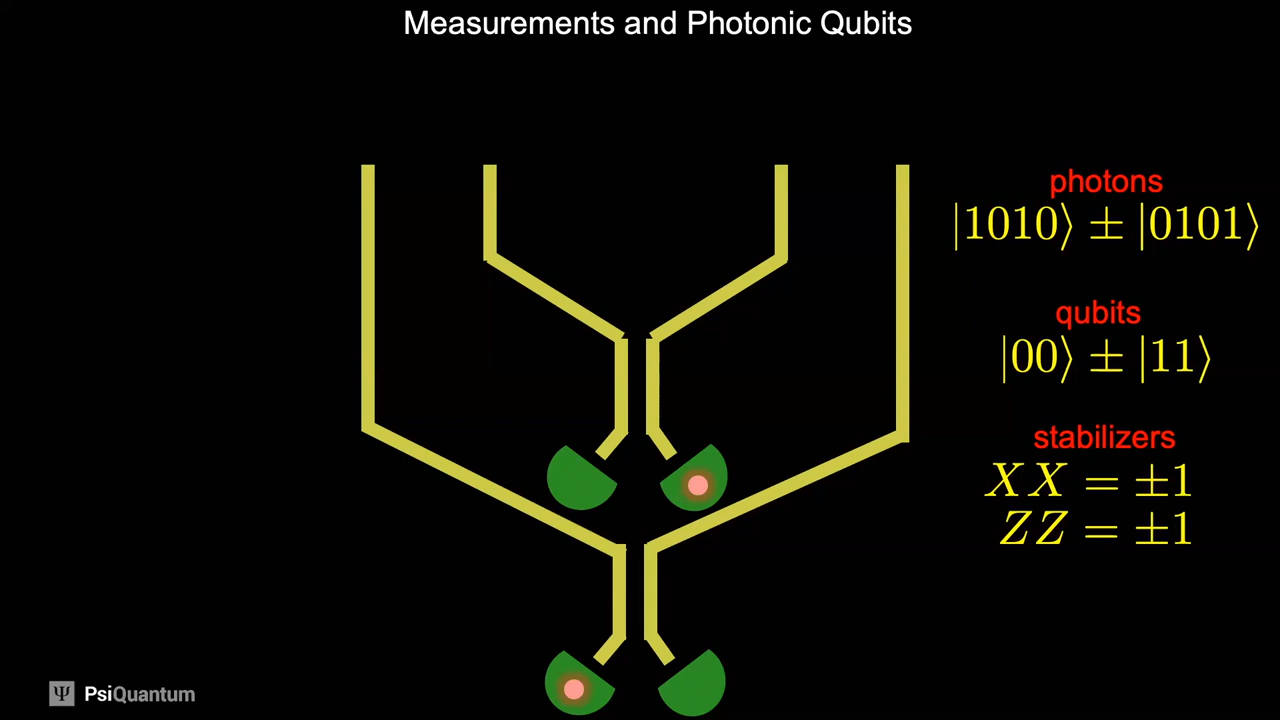 Measurements and Photonic Qubits
photons
|1010⟩ ± |0101⟩
qubits
|00⟩ ± |11⟩
stabilizers
XX = ±1
ZZ = ±1
Ψ PsiQuantum